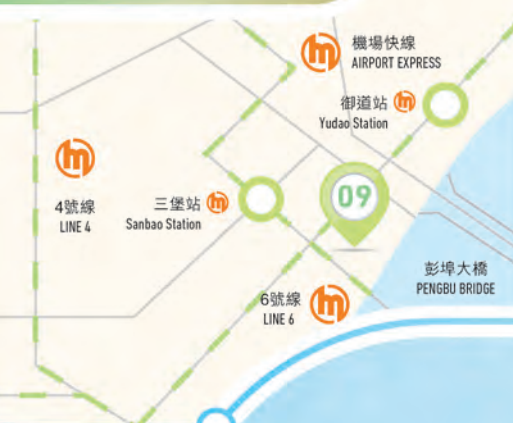 機場快線
AIRPORT EXPRESS
御道站
Yudao Station
09
4號線
LINE 4
三堡站
Sanbao Station
彭埠大橋
PENGBU BRIDGE
6號線
LINE 6